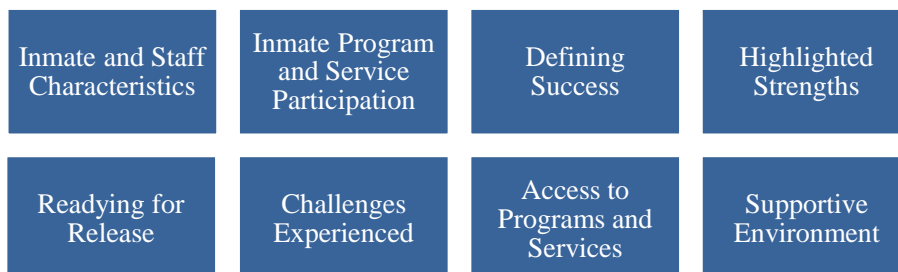 Inmate and Staff
Characteristics
Inmate Program
and Service
Participation
Defining
Success
Highlighted
Strengths
Readying for
Release
Challenges
Experienced
Access to
Programs and
Services
Supportive
Environment